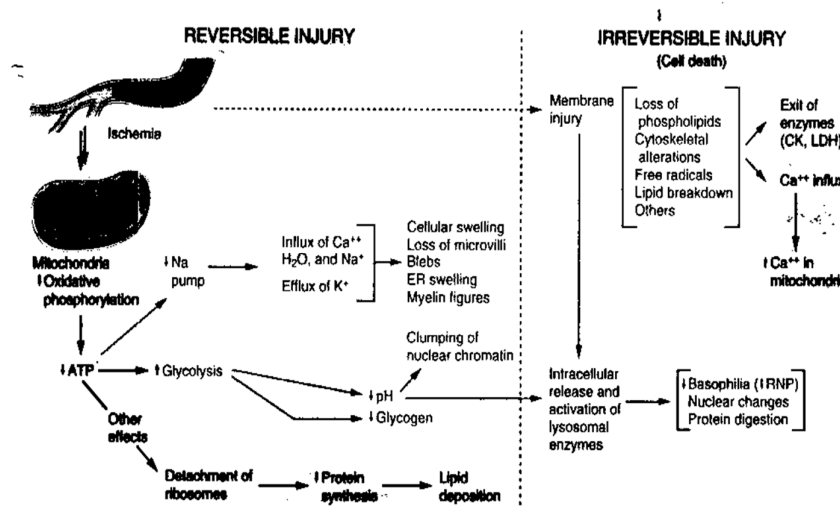 REVERSIBLE INJURY
IRREVERSIBLE INJURY
(Cell death)
Ischemia
Membrane
injury
Loss of
phospholipids
Cytoskeletal
alterations
Free radicals
Lipid breakdown
Others
Exit of
enzymes
(CK, LDH)
Ca++ influx
↑Ca++ in
mitochondria
Mitochondria
↓Oxidative
phosphorylation
↓Na
pump
Influx of Ca++
H₂O, and Na+
Efflux of K+
Cellular swelling
Loss of microvilli
Blebs
ER swelling
Myelin figures
↓ATP
↑Glycolysis
Clumping of
nuclear chromatin
↓pH
↓Glycogen
Intracellular
release and
activation of
lysosomal
enzymes
↓Basophilia (↓RNP)
Nuclear changes
Protein digestion
Other
effects
Detachment of
ribosomes
↓Protein
synthesis
Lipid
deposition